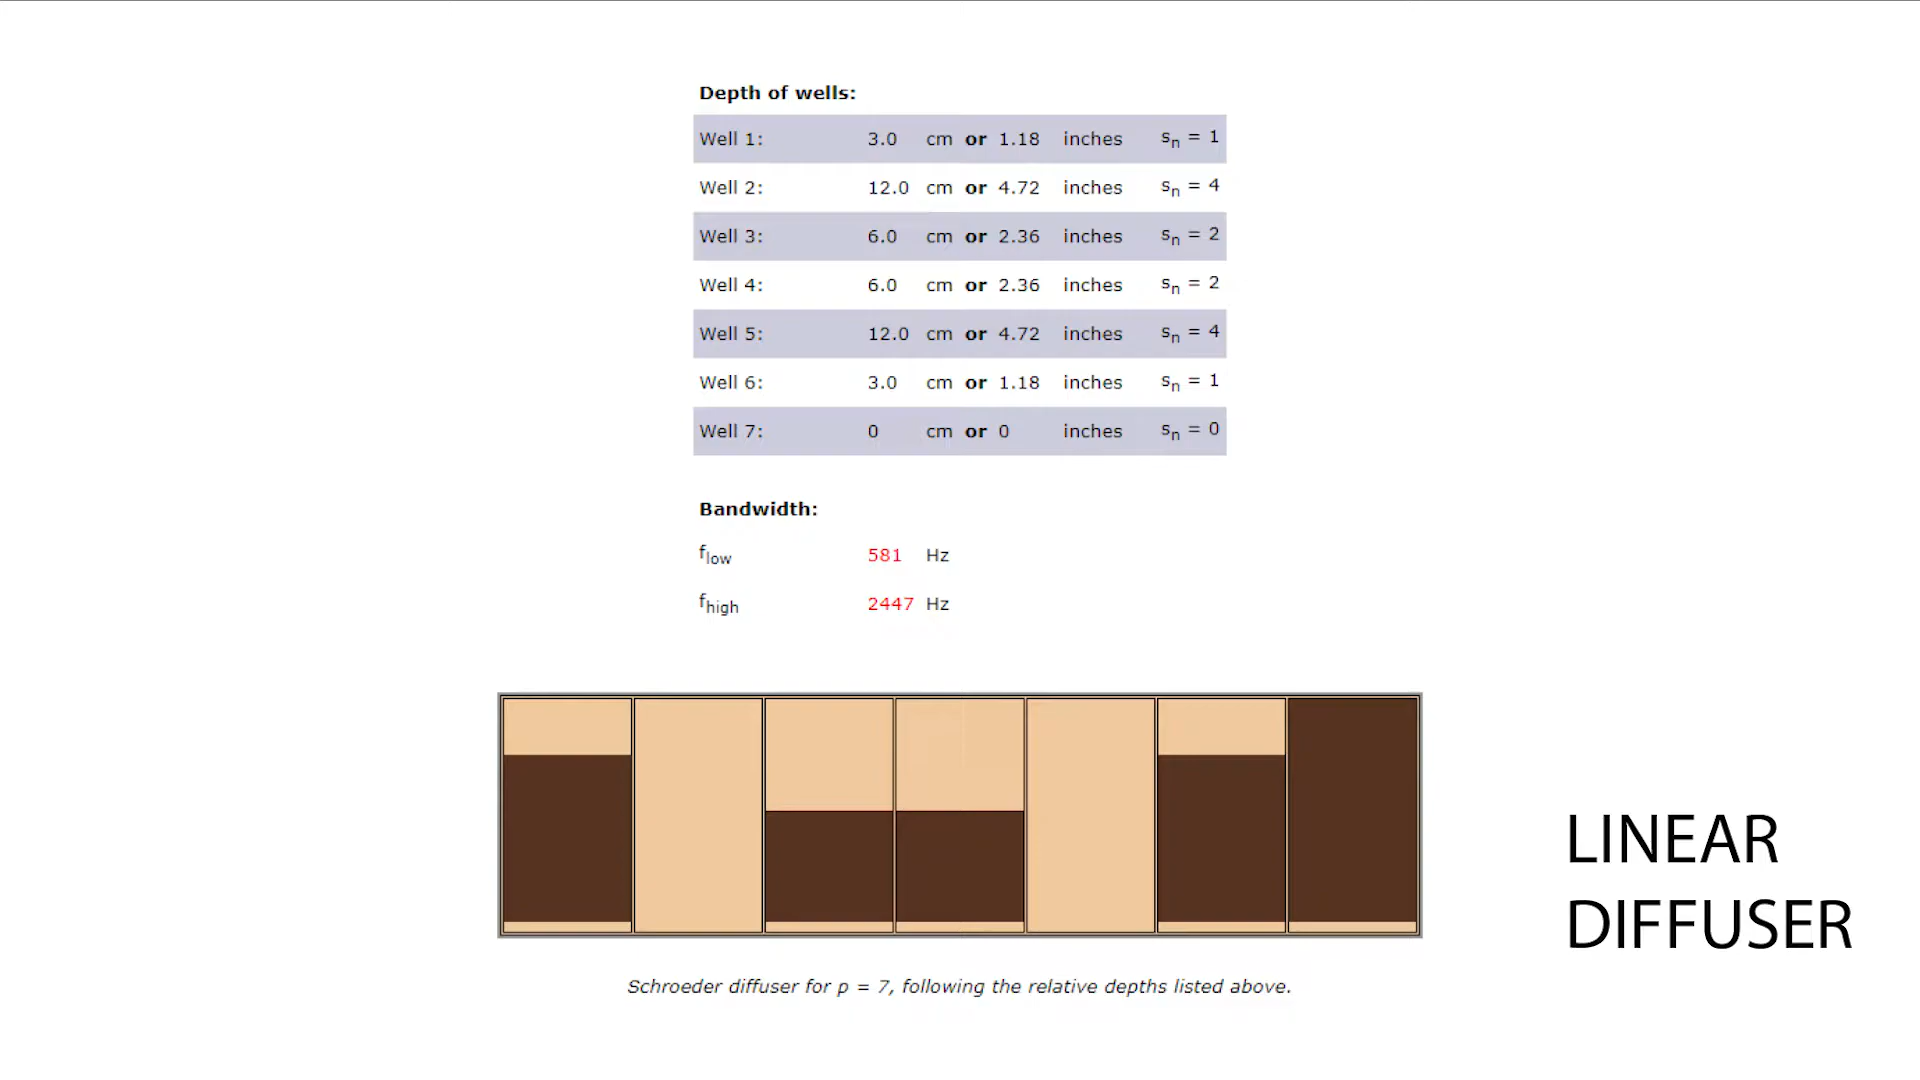 Depth of wells:
Well 1: 3.0 cm or 1.18 inches sn = 1
Well 2: 12.0 cm or 4.72 inches sn = 4
Well 3: 6.0 cm or 2.36 inches sn = 2
Well 4: 6.0 cm or 2.36 inches sn = 2
Well 5: 12.0 cm or 4.72 inches sn = 4
Well 6: 3.0 cm or 1.18 inches sn = 1
Well 7: 0 cm or 0 inches sn = 0
Bandwidth:
flow 581 Hz
fhigh 2447 Hz
LINEAR
DIFFUSER
Schroeder diffuser for p = 7, following the relative depths listed above.